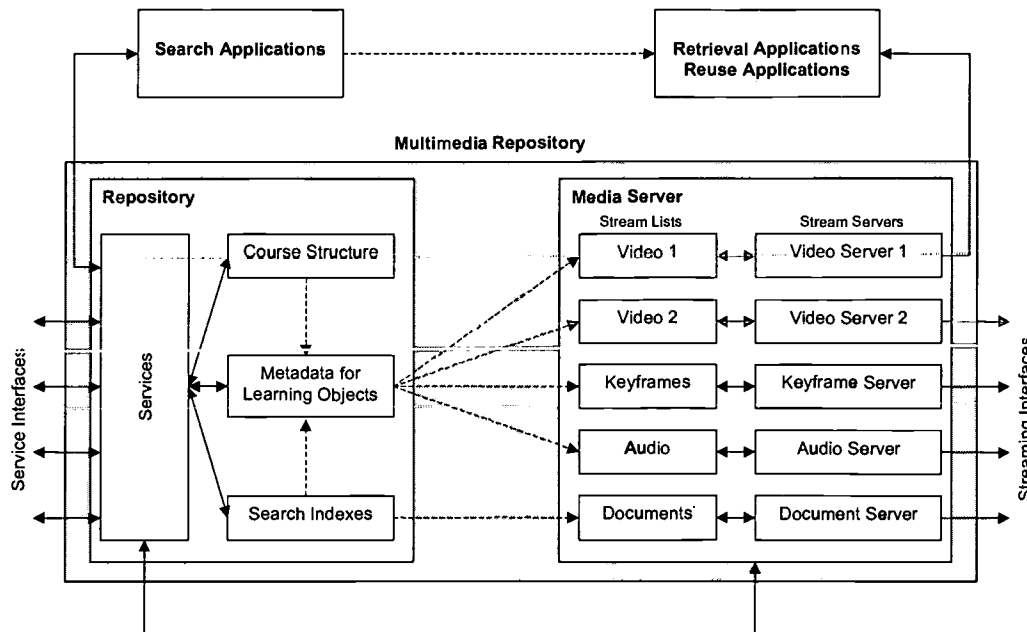 Search Applications
Retrieval Applications
Reuse Applications
Multimedia Repository
Repository
Media Server
Stream Lists
Stream Servers
Course Structure
Video 1
Video Server 1
Video 2
Video Server 2
Service Interfaces
Services
Metadata for
Learning Objects
Keyframes
Keyframe Server
Streaming Interfaces
Audio
Audio Server
Search Indexes
Documents
Document Server